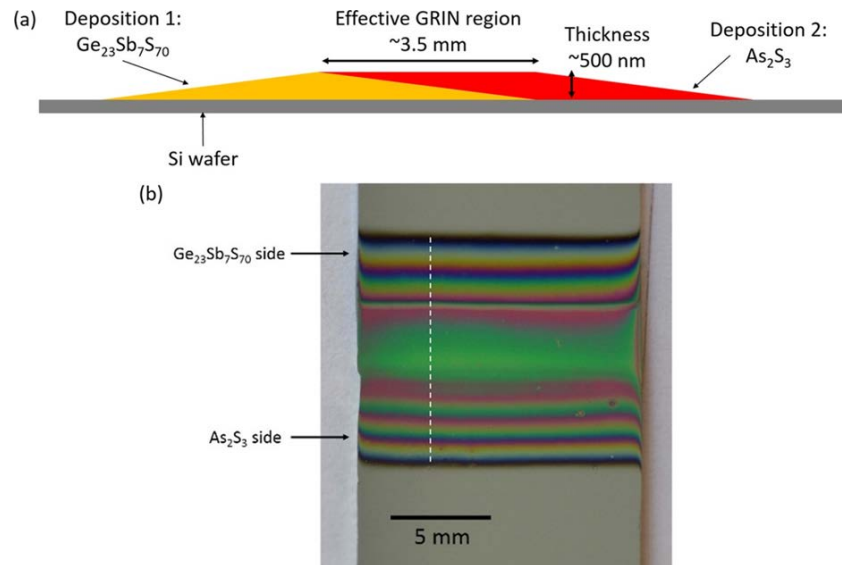 (a)
Deposition 1:
Ge₂₃Sb₇S₇₀
Effective GRIN region
~3.5 mm
Thickness
~500 nm
Deposition 2:
As₂S₃
Si wafer
(b)
Ge₂₃Sb₇S₇₀ side
As₂S₃ side
5 mm